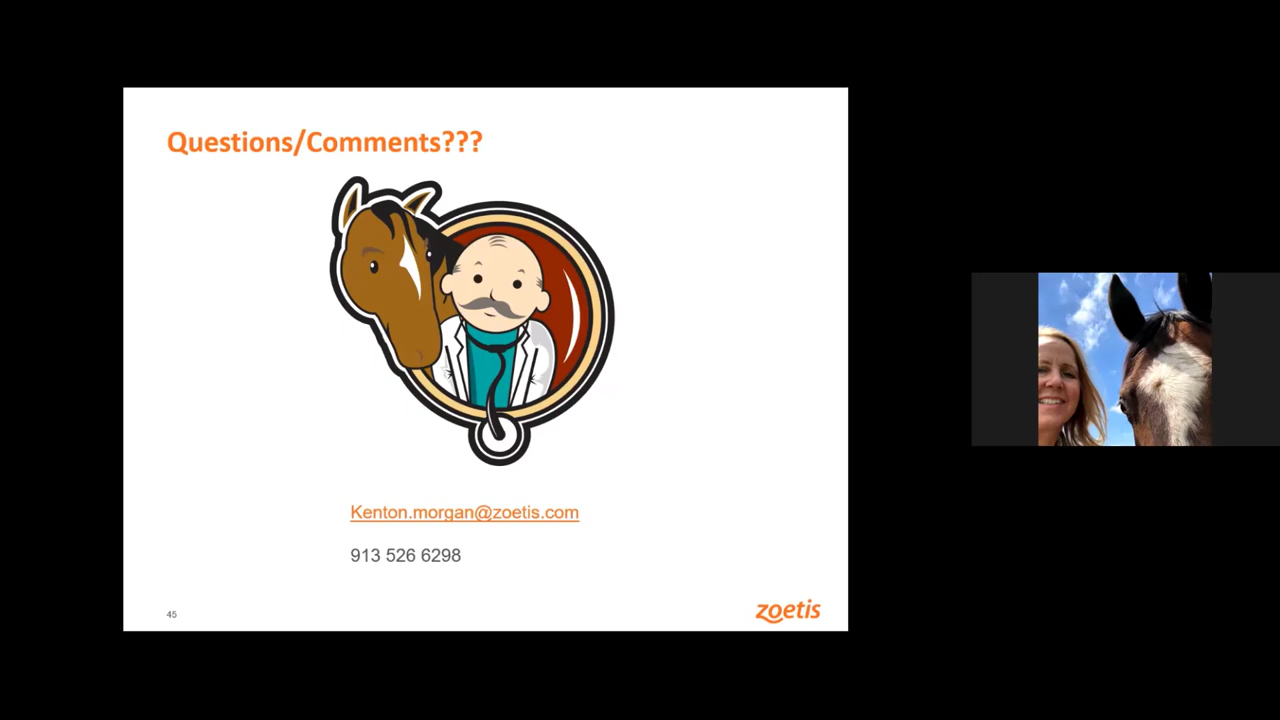 Questions/Comments???
Kenton.morgan@zoetis.com
913 526 6298
45
zoetis